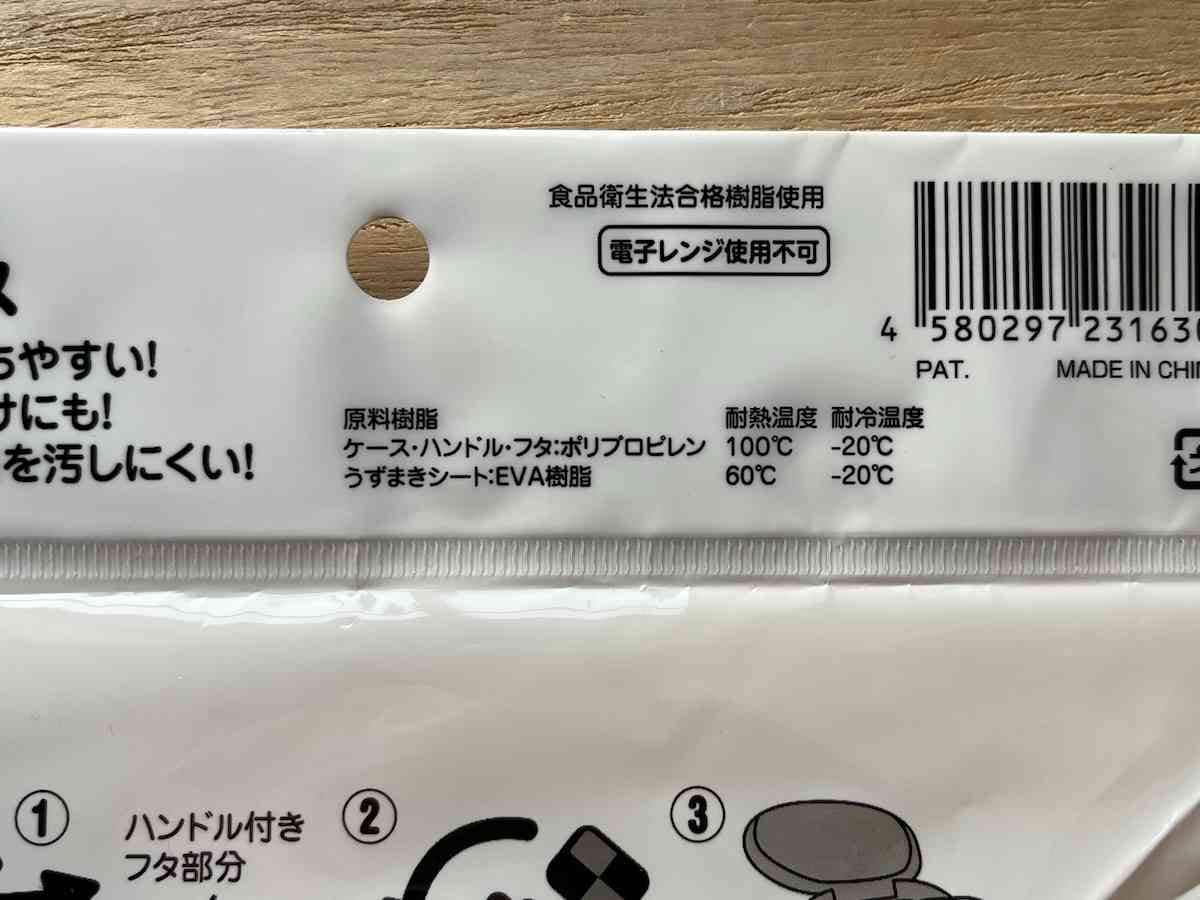 食品衛生法合格樹脂使用
電子レンジ使用不可
4 580297 23163
PAT. MADE IN CHI
ス
ちやすい!
けにも!
を汚しにくい!
原料樹脂 耐熱温度 耐冷温度
ケース・ハンドル・フタ:ポリプロピレン 100℃ -20℃
うずまきシート:EVA樹脂 60℃ -20℃
① ハンドル付き
フタ部分
②
③